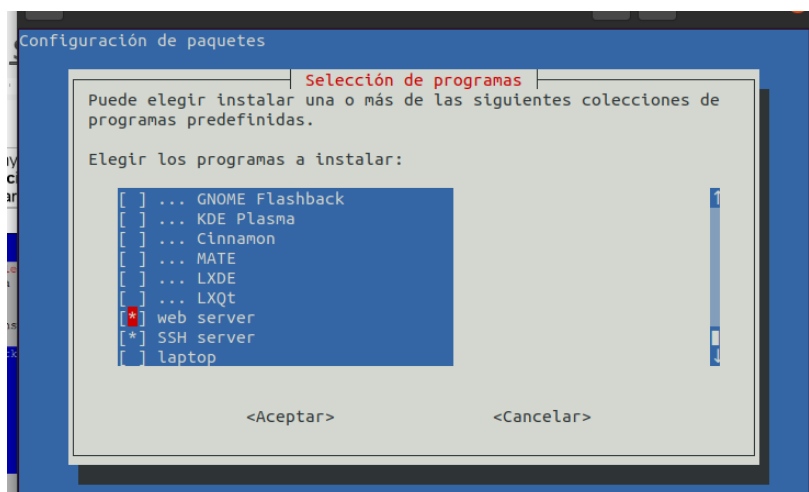 Configuración de paquetes
Selección de programas
Puede elegir instalar una o más de las siguientes colecciones de
programas predefinidas.
Elegir los programas a instalar:
[ ] ... GNOME Flashback
[ ] ... KDE Plasma
[ ] ... Cinnamon
[ ] ... MATE
[ ] ... LXDE
[ ] ... LXQt
[*] web server
[*] SSH server
[ ] laptop
<Aceptar> <Cancelar>